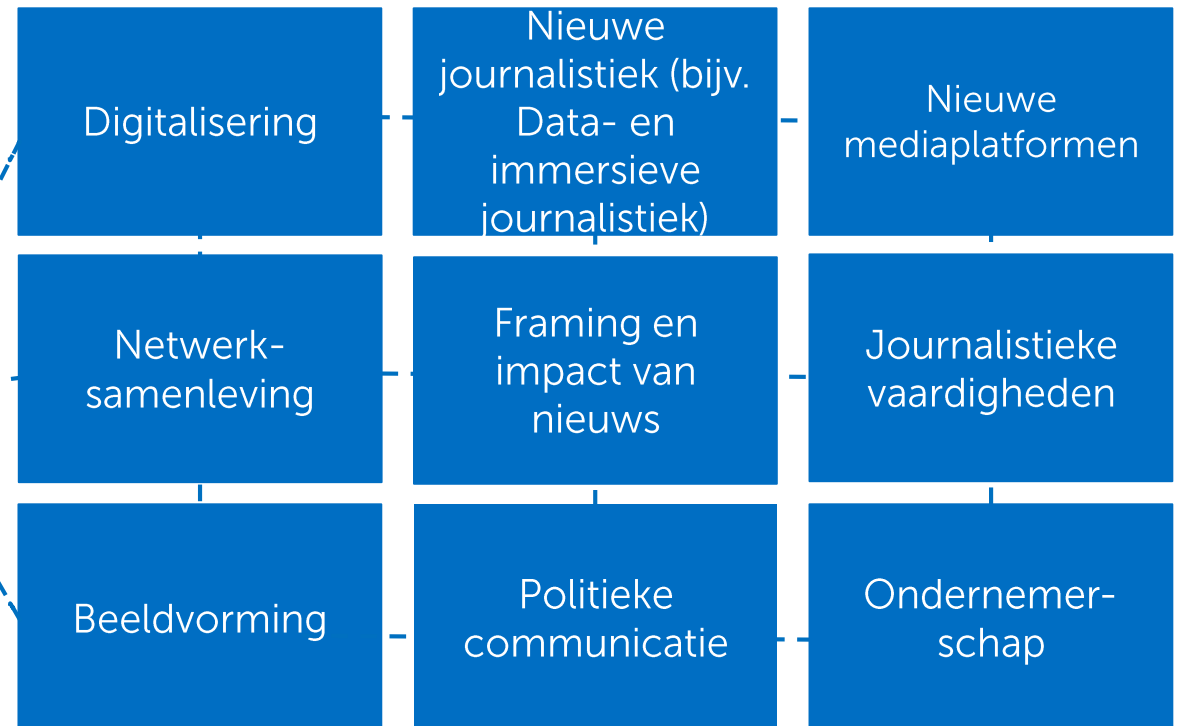 Digitalisering
Nieuwe
journalistiek (bijv.
Data- en
immersieve
journalistiek)
Nieuwe
mediaplatformen
Netwerk-
samenleving
Framing en
impact van
nieuws
Journalistieke
vaardigheden
Beeldvorming
Politieke
communicatie
Ondernemer-
schap